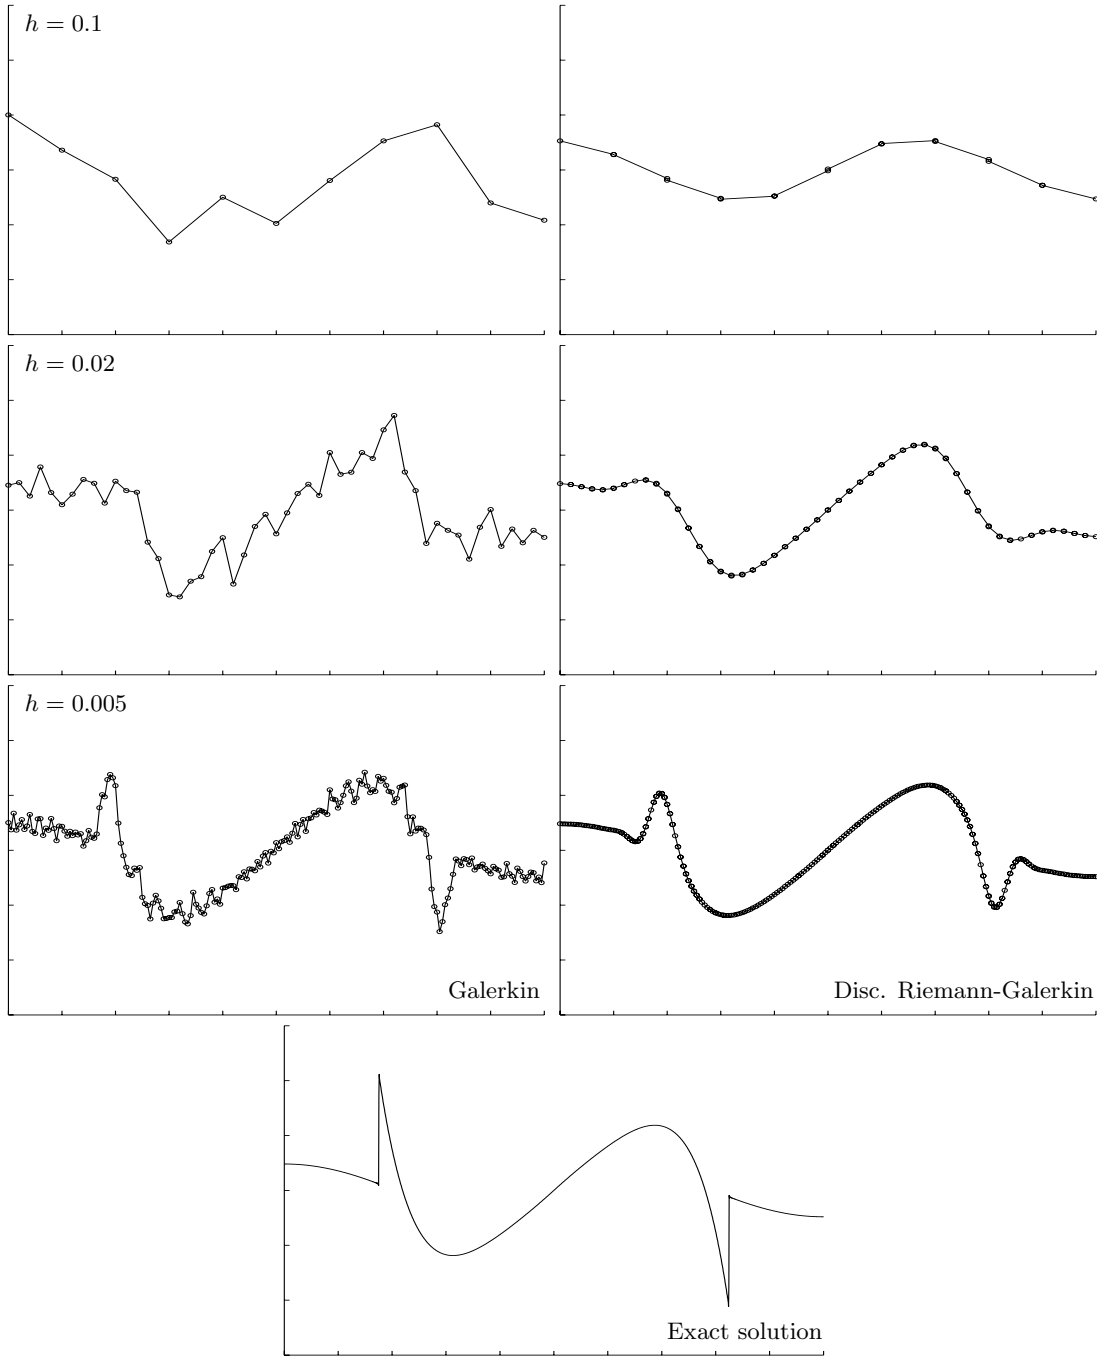 h = 0.1
h = 0.02
h = 0.005
Galerkin
Disc. Riemann-Galerkin
Exact solution